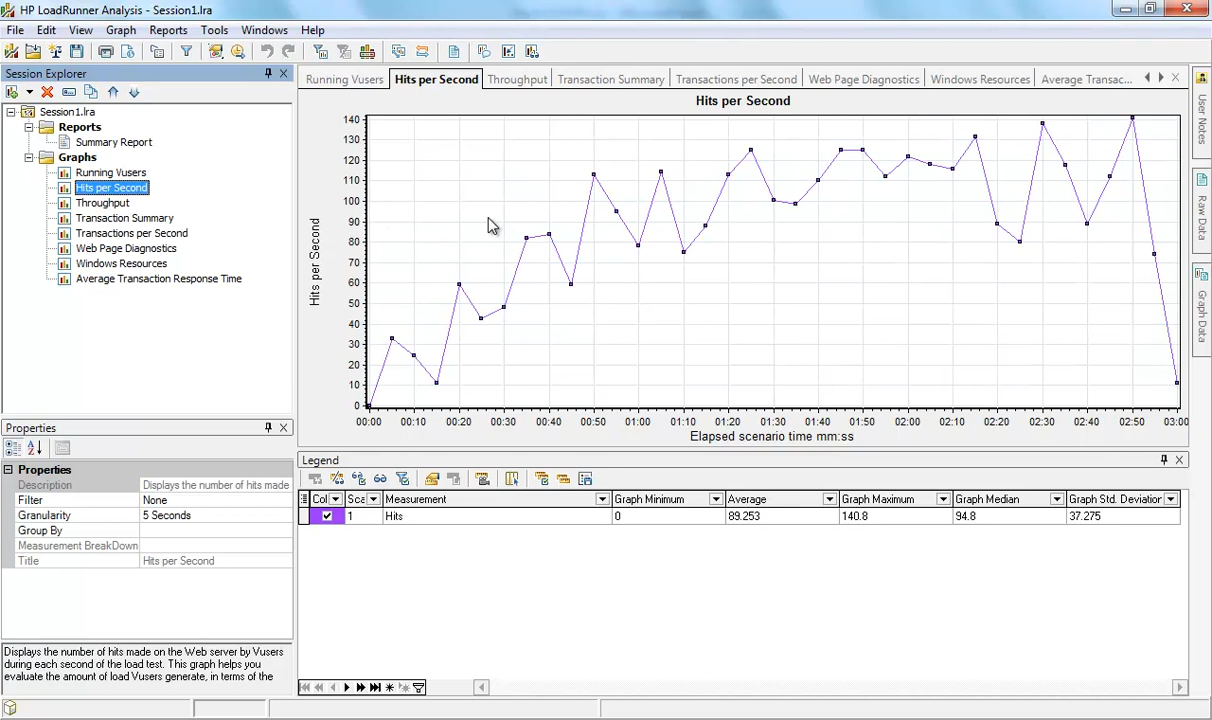 HP LoadRunner Analysis - Session1.lra
File Edit View Graph Reports Tools Windows Help
Session Explorer
Session1.lra
Reports
Summary Report
Graphs
Running Vusers
Hits per Second
Throughput
Transaction Summary
Transactions per Second
Web Page Diagnostics
Windows Resources
Average Transaction Response Time
Properties
Properties
Description Displays the number of hits made
Filter None
Granularity 5 Seconds
Group By
Measurement BreakDown
Title Hits per Second
Displays the number of hits made on the Web server by Vusers
during each second of the load test. This graph helps you
evaluate the amount of load Vusers generate, in terms of the
Running Vusers Hits per Second Throughput Transaction Summary Transactions per Second Web Page Diagnostics Windows Resources Average Transac...
Hits per Second
Hits per Second
140
130
120
110
100
90
80
70
60
50
40
30
20
10
0
00:00 00:10 00:20 00:30 00:40 00:50 01:00 01:10 01:20 01:30 01:40 01:50 02:00 02:10 02:20 02:30 02:40 02:50 03:00
Elapsed scenario time mm:ss
Legend
Col Sca Measurement Graph Minimum Average Graph Maximum Graph Median Graph Std. Deviation
1 Hits 0 89.253 140.8 94.8 37.275
User Notes
Raw Data
Graph Data